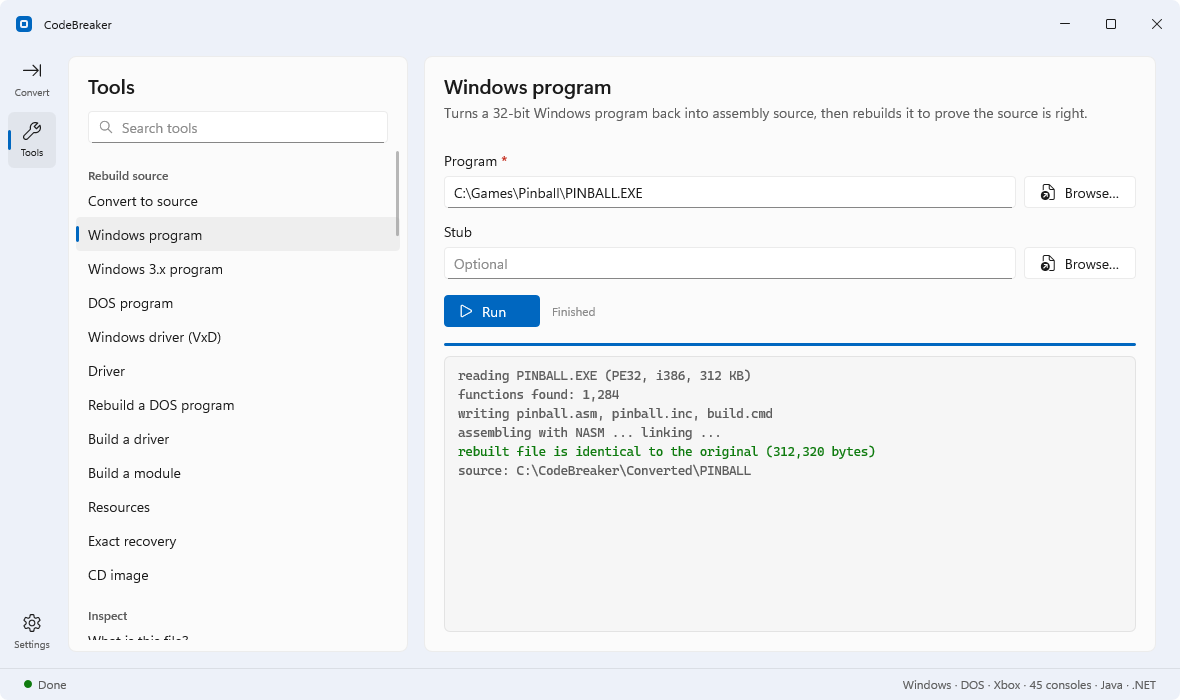 CodeBreaker
Convert
Tools
Settings
Tools
Search tools
Rebuild source
Convert to source
Windows program
Windows 3.x program
DOS program
Windows driver (VxD)
Driver
Rebuild a DOS program
Build a driver
Build a module
Resources
Exact recovery
CD image
Inspect
What is this file?
Windows program
Turns a 32-bit Windows program back into assembly source, then rebuilds it to prove the source is right.
Program *
C:\Games\Pinball\PINBALL.EXE
Browse...
Stub
Optional
Browse...
Run
Finished
reading PINBALL.EXE (PE32, i386, 312 KB)
functions found: 1,284
writing pinball.asm, pinball.inc, build.cmd
assembling with NASM ... linking ...
rebuilt file is identical to the original (312,320 bytes)
source: C:\CodeBreaker\Converted\PINBALL
Done
Windows · DOS · Xbox · 45 consoles · Java · .NET